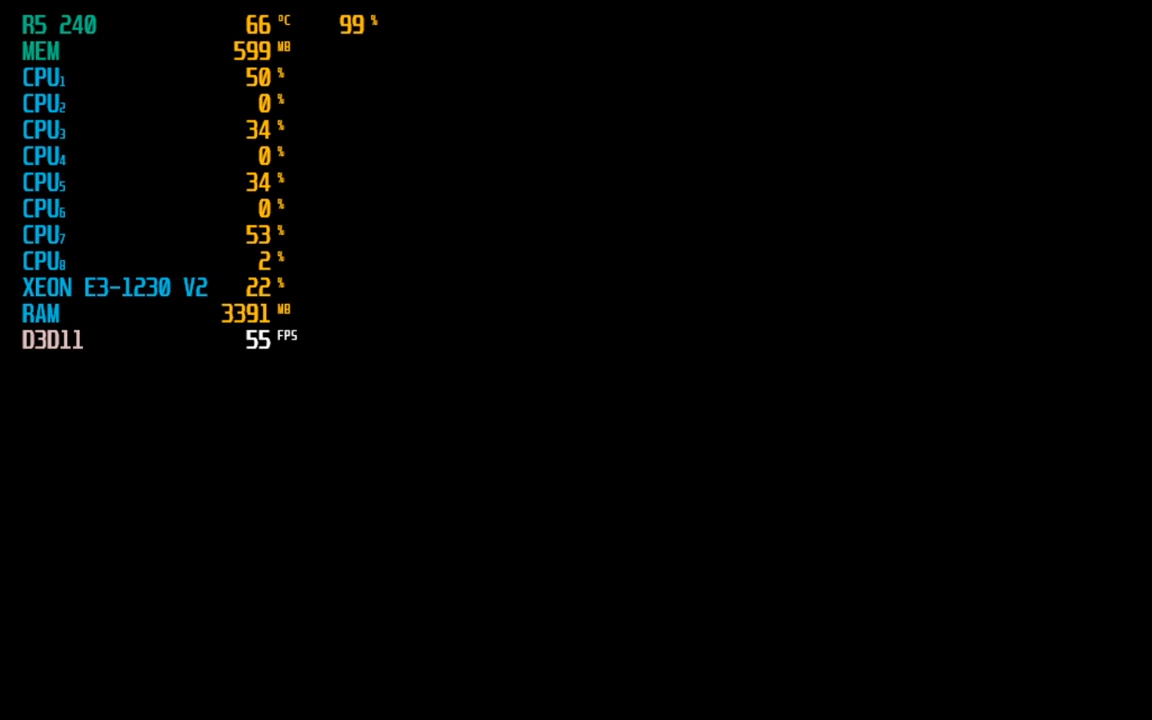 R5 240 66 °C 99 %
MEM 599 MB
CPU1 50 %
CPU2 0 %
CPU3 34 %
CPU4 0 %
CPU5 34 %
CPU6 0 %
CPU7 53 %
CPU8 2 %
XEON E3-1230 V2 22 %
RAM 3391 MB
D3D11 55 FPS